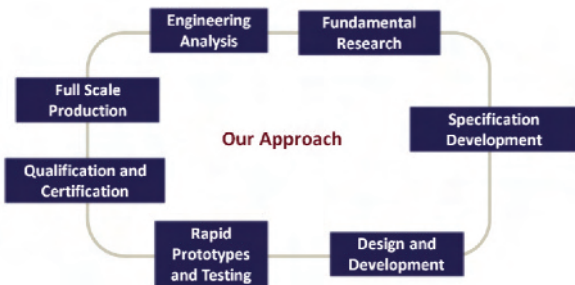 Engineering
Analysis
Fundamental
Research
Full Scale
Production
Our Approach
Specification
Development
Qualification and
Certification
Rapid
Prototypes
and Testing
Design and
Development